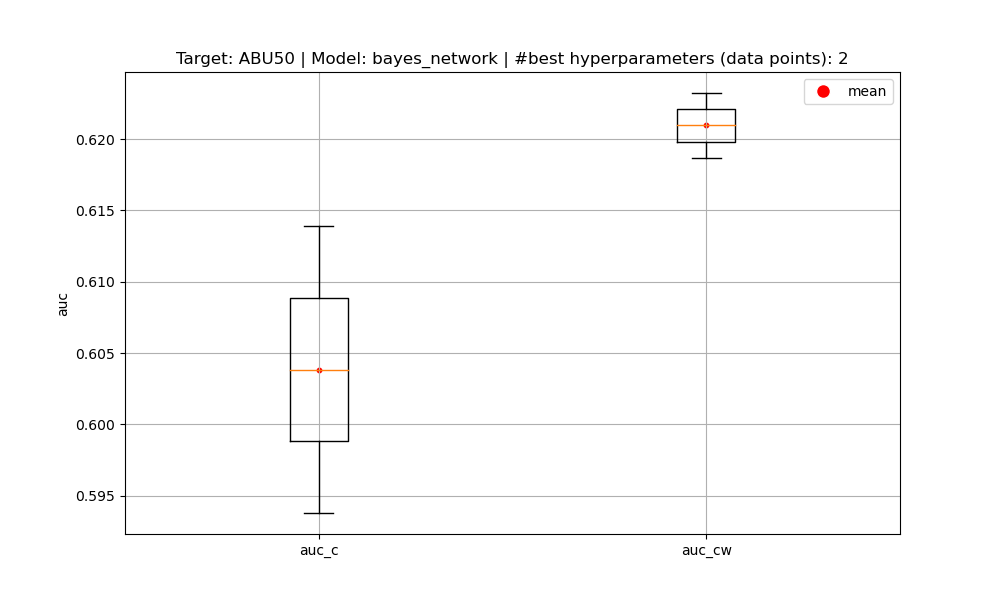 Target: ABU50 | Model: bayes_network | #best hyperparameters (data points): 2
mean
0.620
0.615
0.610
0.605
0.600
0.595
auc
auc_c
auc_cw